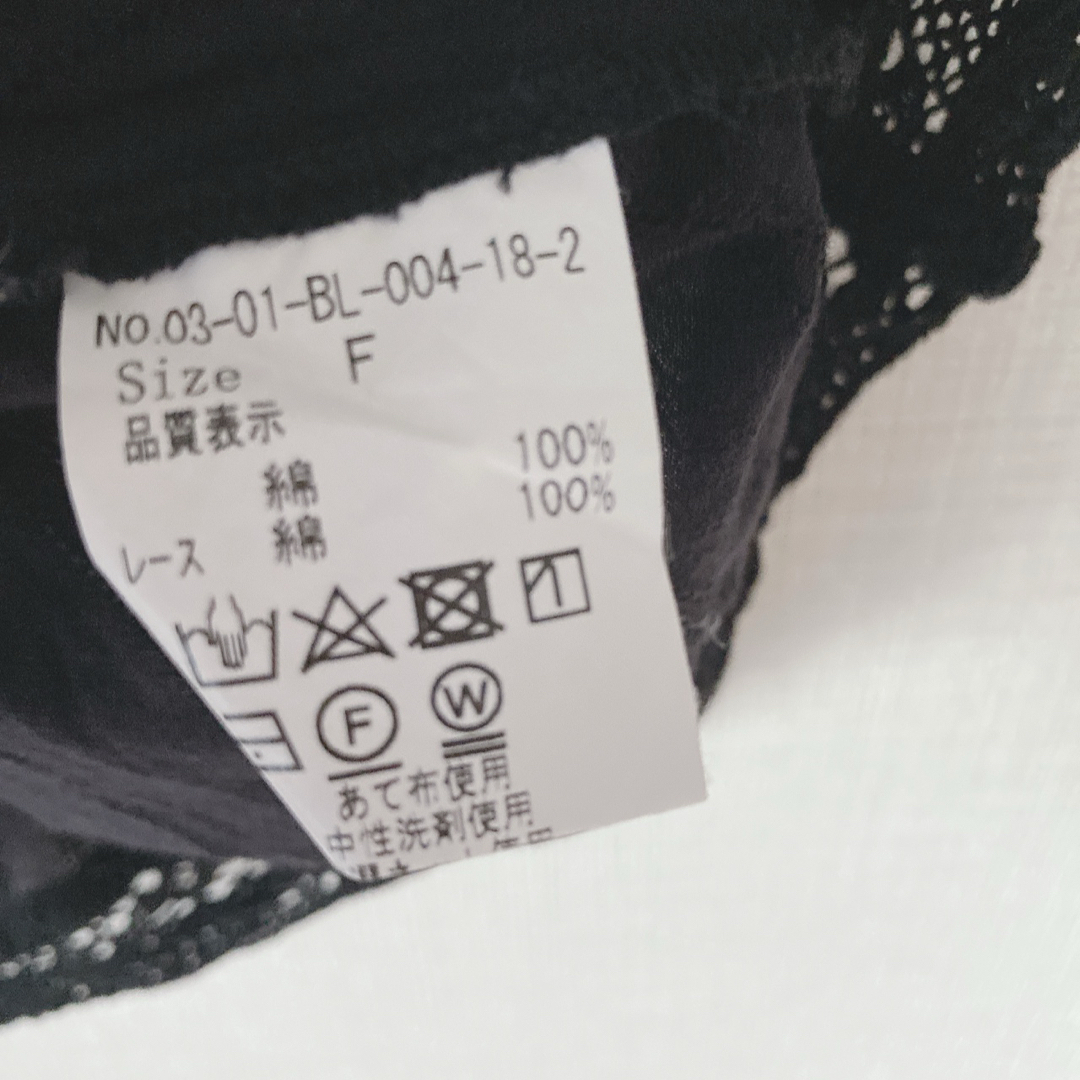 NO.03-01-BL-004-18-2
Size F
品質表示
綿 100%
レース 綿 100%
F
W
あて布使用
中性洗剤使用